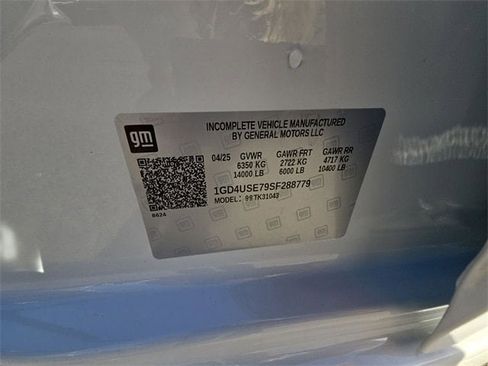 gm
INCOMPLETE VEHICLE MANUFACTURED
BY GENERAL MOTORS LLC
04/25 GVWR GAWR FRT GAWR RR
6350 KG 2722 KG 4717 KG
14000 LB 6000 LB 10400 LB
1GD4USE79SF288779
MODEL: 99TK31043